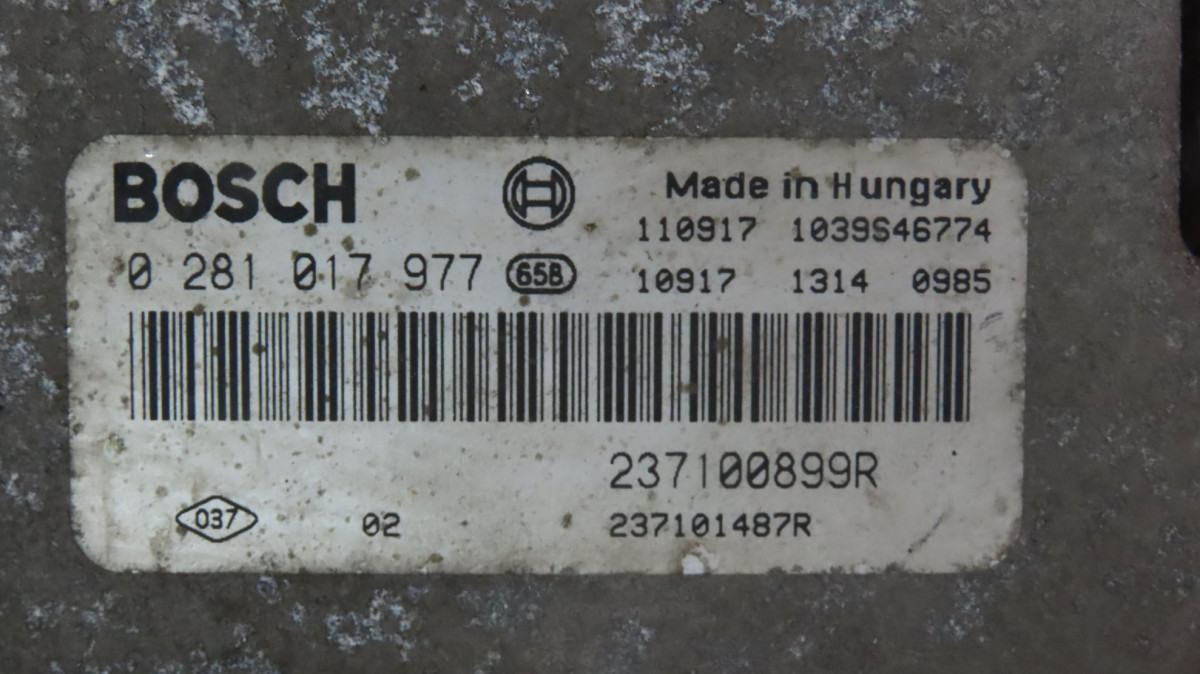 BOSCH
Made in Hungary
110917 1039S46774
0 281 017 977 65B
10917 1314 0985
237100899R
037 02 237101487R